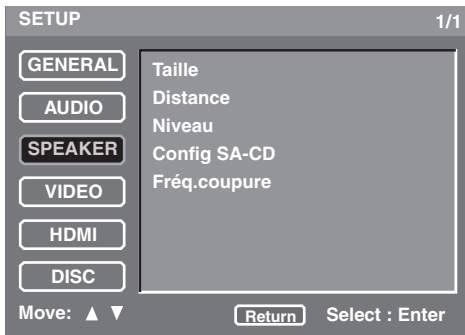 SETUP 1/1
GENERAL
AUDIO
SPEAKER
VIDEO
HDMI
DISC
Taille
Distance
Niveau
Config SA-CD
Fréq.coupure
Move: ▲ ▼ Return Select : Enter